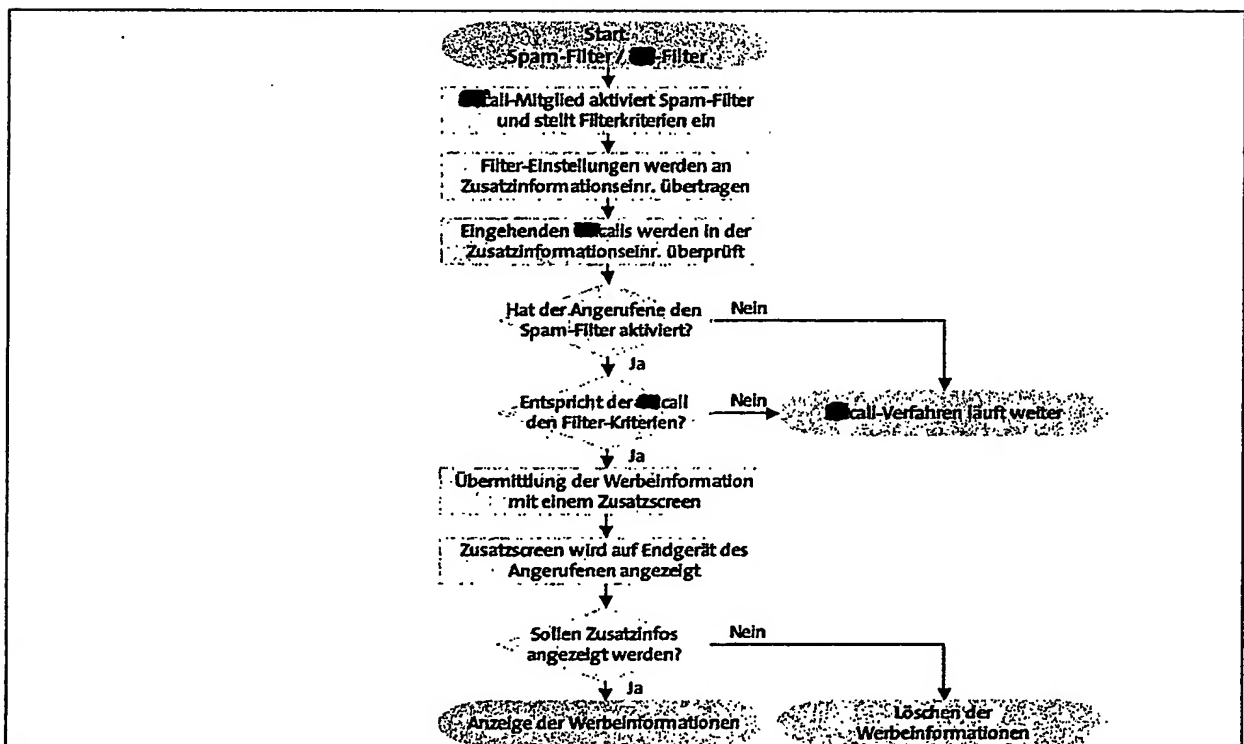 Start
Spam-Filter / -Filter
call-Mitglied aktiviert Spam-Filter
und stellt Filterkriterien ein
Filter-Einstellungen werden an
Zusatzinformationseinr. übertragen
Eingehenden calls werden in der
Zusatzinformationseinr. überprüft
Hat der Angerufene den
Spam-Filter aktiviert?
Nein
Ja
Entspricht der call
den Filter-Kriterien?
Nein
call-Verfahren läuft weiter
Ja
Übermittlung der Werbeinformation
mit einem Zusatzscreen
Zusatzscreen wird auf Endgerät des
Angerufenen angezeigt
Sollen Zusatzinfos
angezeigt werden?
Nein
Ja
Anzeige der Werbeinformationen
Löschen der
Werbeinformationen